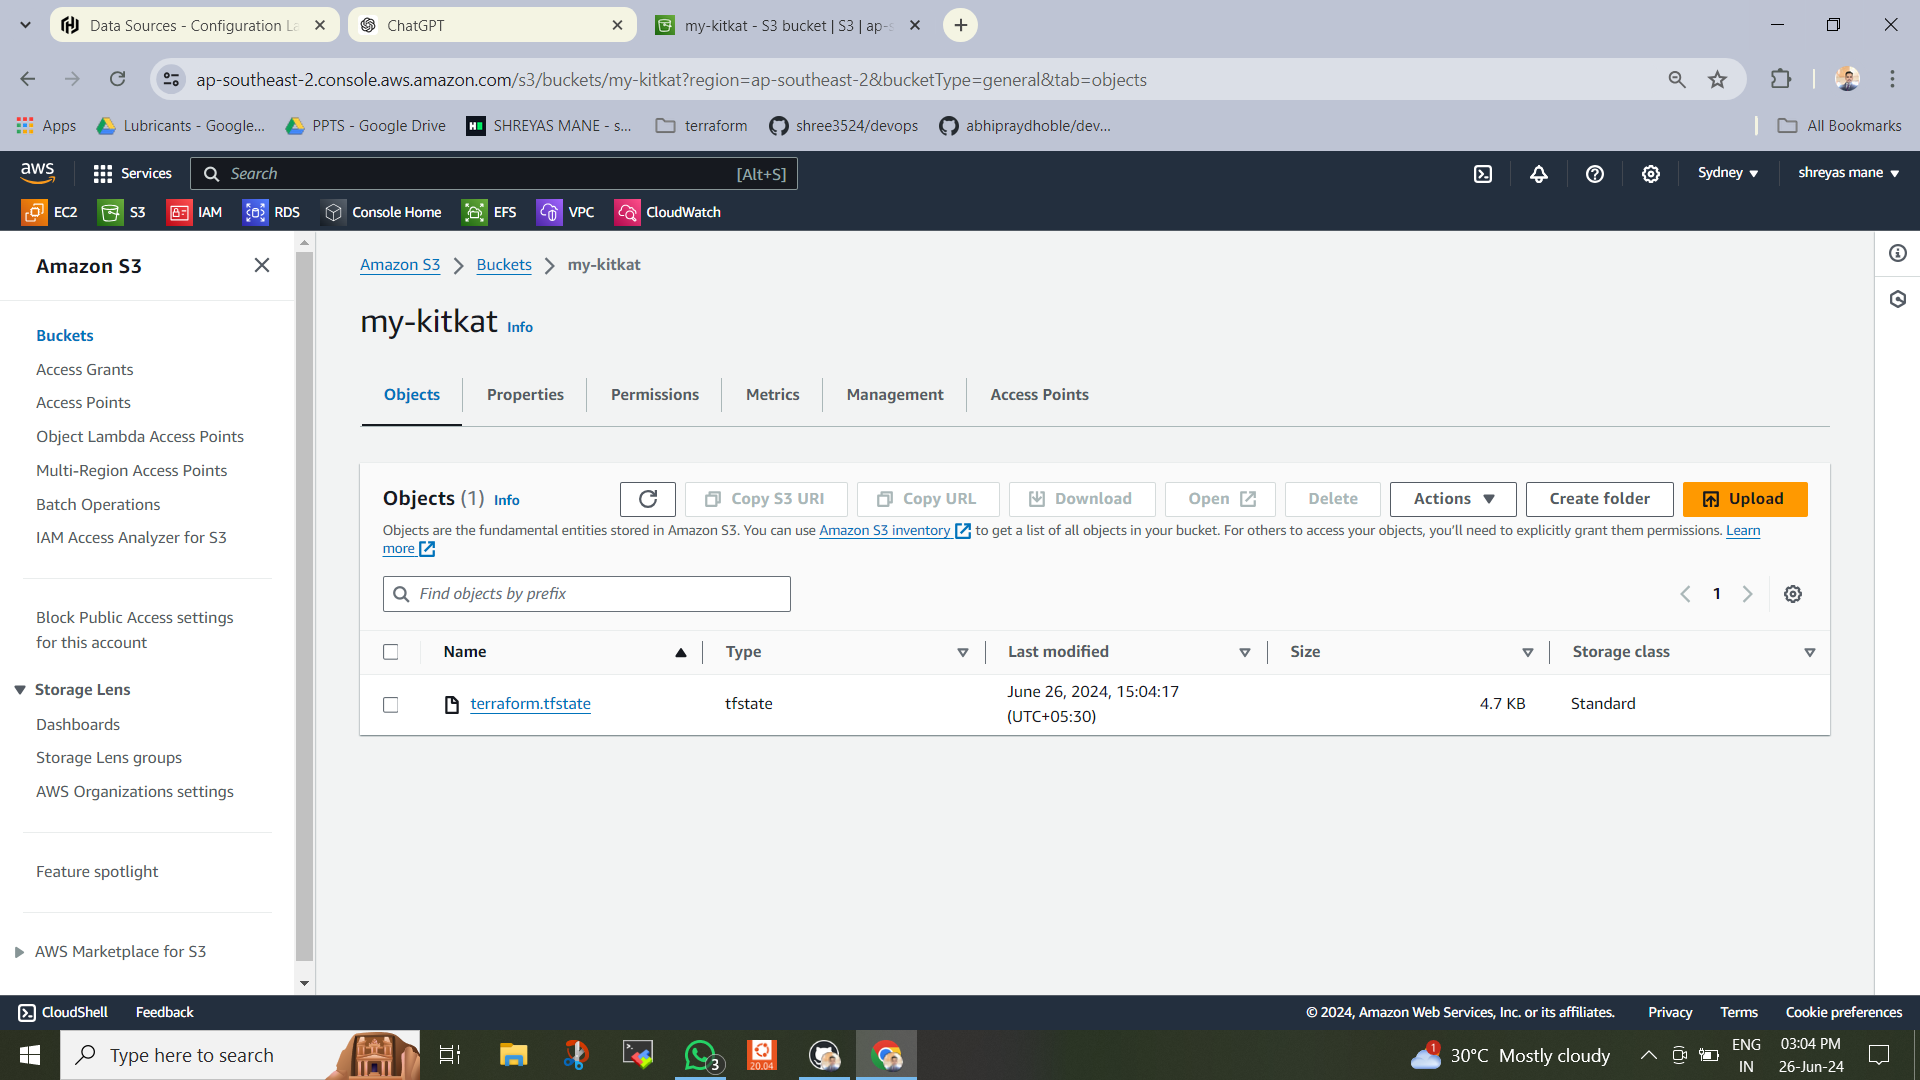 Data Sources - Configuration La
ChatGPT
my-kitkat - S3 bucket | S3 | ap-s
ap-southeast-2.console.aws.amazon.com/s3/buckets/my-kitkat?region=ap-southeast-2&bucketType=general&tab=objects
Apps
Lubricants - Google...
PPTS - Google Drive
SHREYAS MANE - s...
terraform
shree3524/devops
abhipraydhoble/dev...
All Bookmarks
aws
Services
Search
[Alt+S]
Sydney
shreyas mane
EC2
S3
IAM
RDS
Console Home
EFS
VPC
CloudWatch
Amazon S3
Buckets
Access Grants
Access Points
Object Lambda Access Points
Multi-Region Access Points
Batch Operations
IAM Access Analyzer for S3
Block Public Access settings
for this account
Storage Lens
Dashboards
Storage Lens groups
AWS Organizations settings
Feature spotlight
AWS Marketplace for S3
Amazon S3
Buckets
my-kitkat
my-kitkat Info
Objects
Properties
Permissions
Metrics
Management
Access Points
Objects (1) Info
Copy S3 URI
Copy URL
Download
Open
Delete
Actions
Create folder
Upload
Objects are the fundamental entities stored in Amazon S3. You can use Amazon S3 inventory to get a list of all objects in your bucket. For others to access your objects, you’ll need to explicitly grant them permissions. Learn
more
Find objects by prefix
1
Name
Type
Last modified
Size
Storage class
terraform.tfstate
tfstate
June 26, 2024, 15:04:17
(UTC+05:30)
4.7 KB
Standard
CloudShell
Feedback
© 2024, Amazon Web Services, Inc. or its affiliates.
Privacy
Terms
Cookie preferences
Type here to search
3
20.04
1
30°C Mostly cloudy
ENG
IN
03:04 PM
26-Jun-24